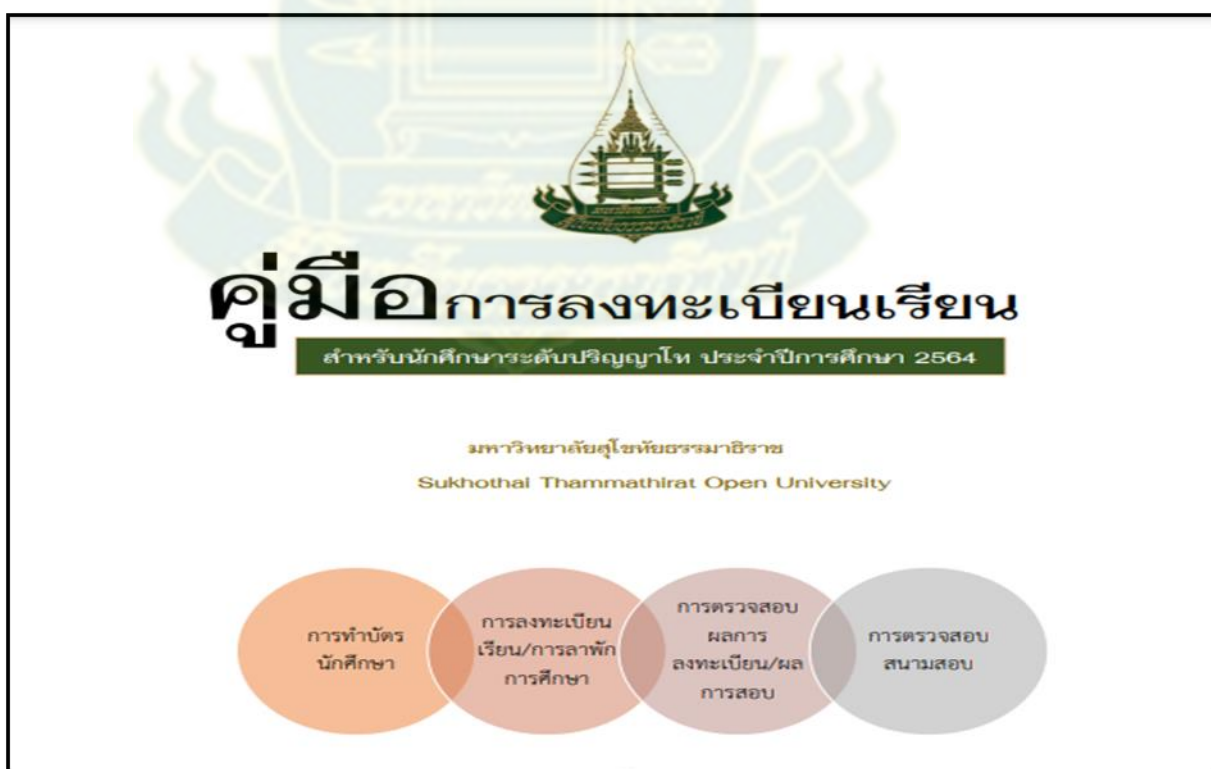 คู่มือการลงทะเบียนเรียน
สำหรับนักศึกษาระดับปริญญาโท ประจำปีการศึกษา 2564
มหาวิทยาลัยสุโขทัยธรรมาธิราช
Sukhothai Thammathirat Open University
การทำบัตร
นักศึกษา
การลงทะเบียน
เรียน/การลาพัก
การศึกษา
การตรวจสอบ
ผลการ
ลงทะเบียน/ผล
การสอบ
การตรวจสอบ
สนามสอบ